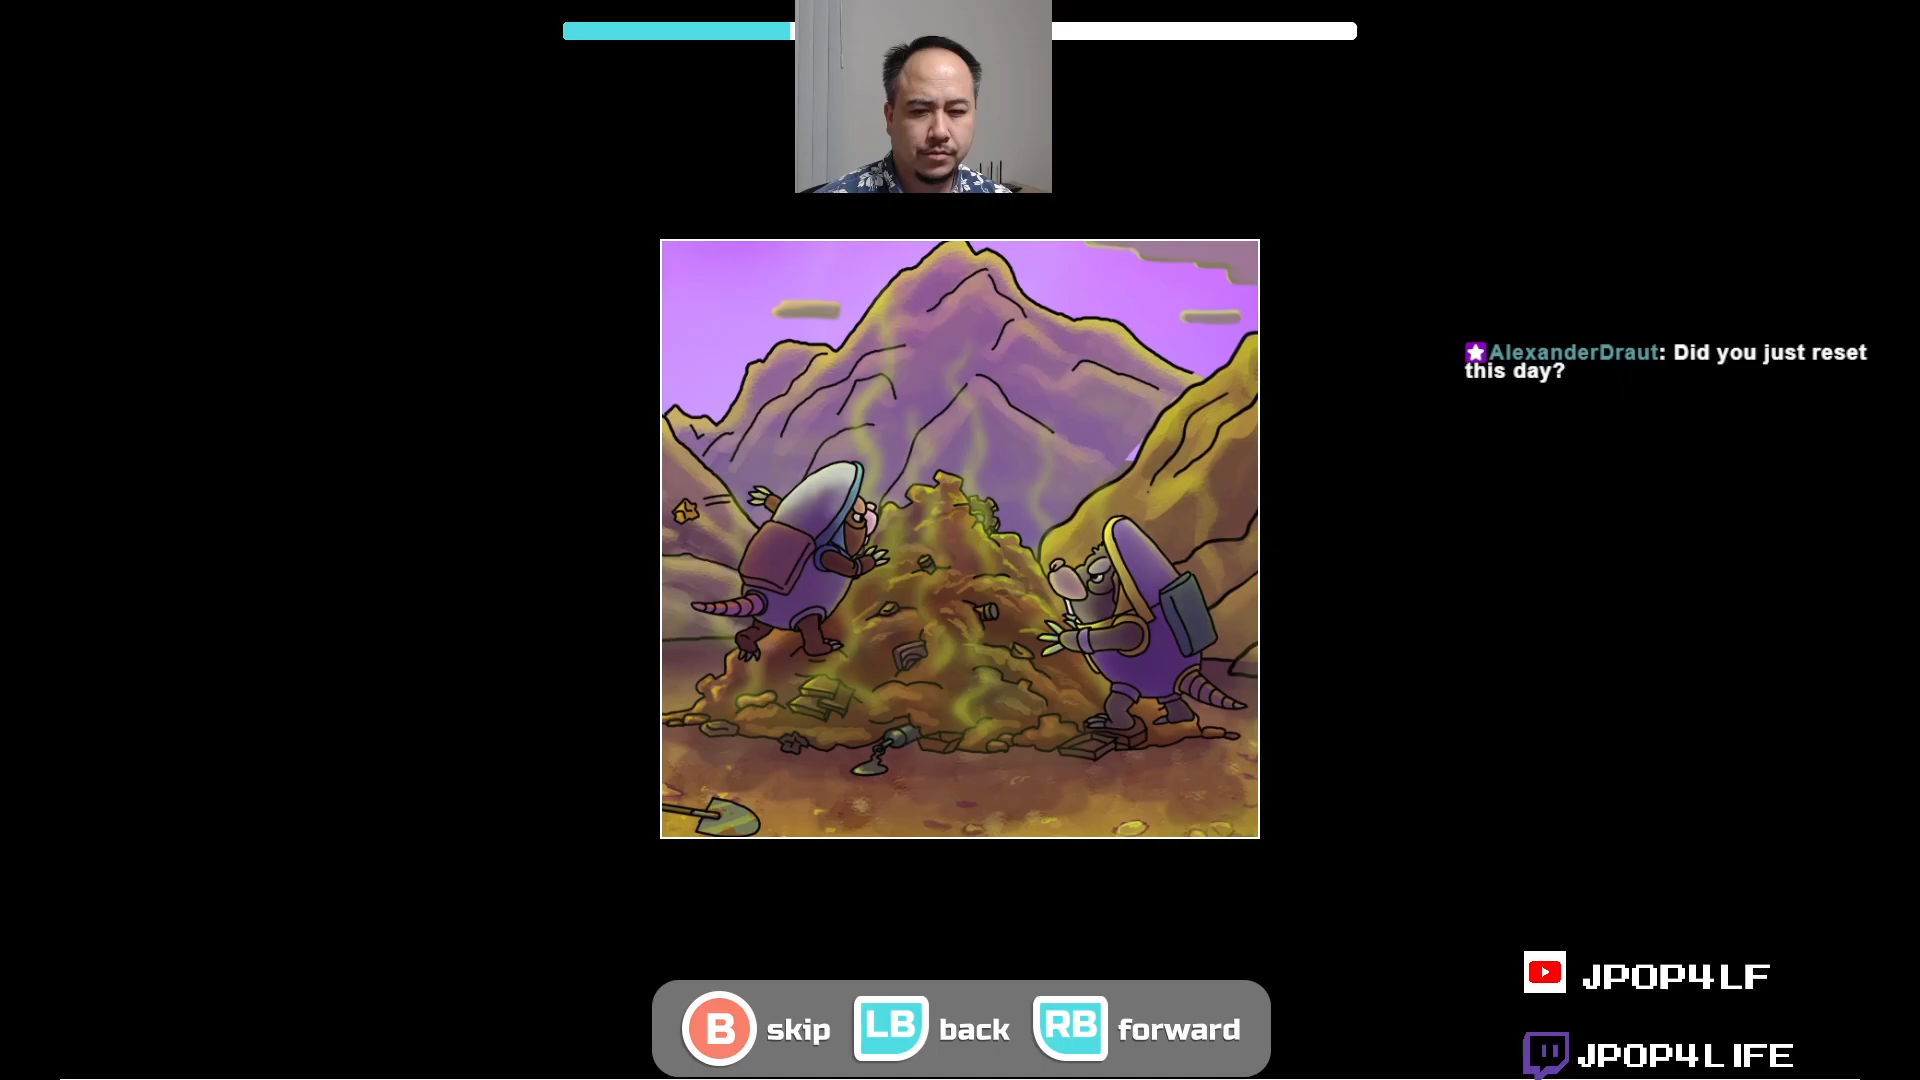 AlexanderDraut: Did you just reset
this day?
JPOP4LF
B skip LB back RB forward
JPOP4LIFE